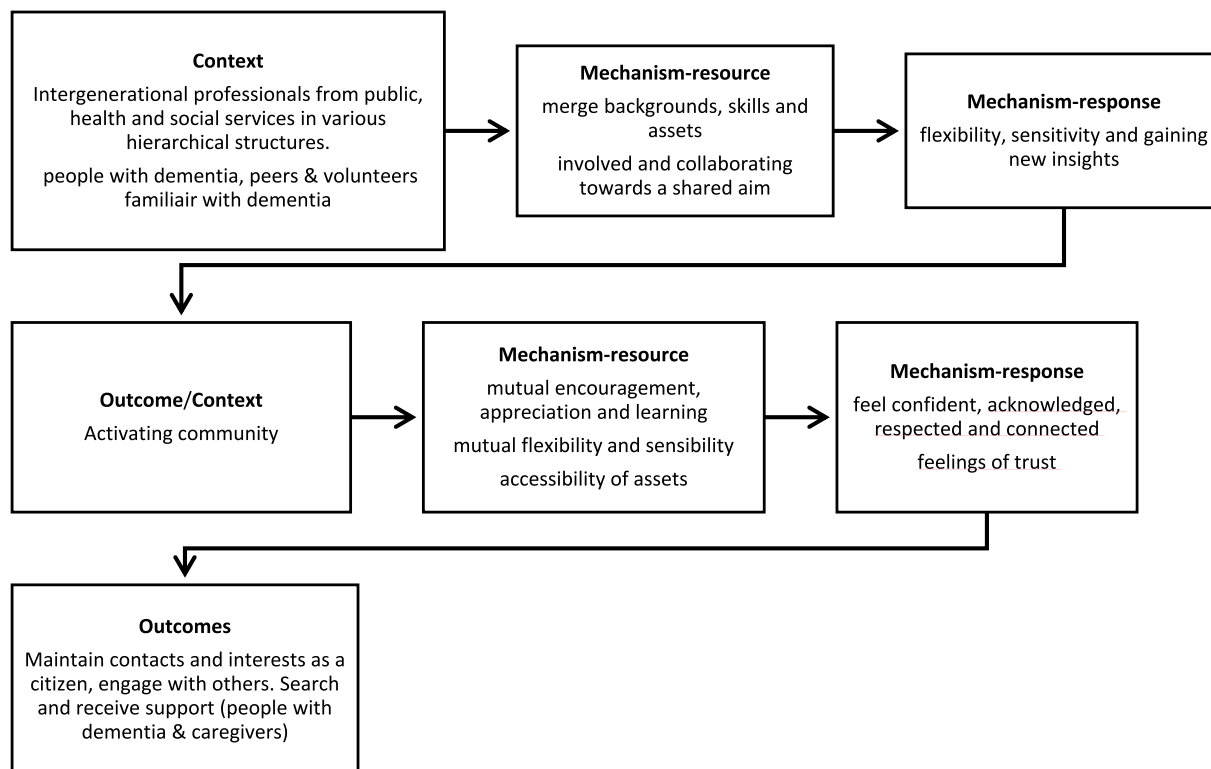 Context
Intergenerational professionals from public,
health and social services in various
hierarchical structures.
people with dementia, peers & volunteers
familiair with dementia
Mechanism-resource
merge backgrounds, skills and
assets
involved and collaborating
towards a shared aim
Mechanism-response
flexibility, sensitivity and gaining
new insights
Outcome/Context
Activating community
Mechanism-resource
mutual encouragement,
appreciation and learning
mutual flexibility and sensibility
accessibility of assets
Mechanism-response
feel confident, acknowledged,
respected and connected
feelings of trust
Outcomes
Maintain contacts and interests as a
citizen, engage with others. Search
and receive support (people with
dementia & caregivers)